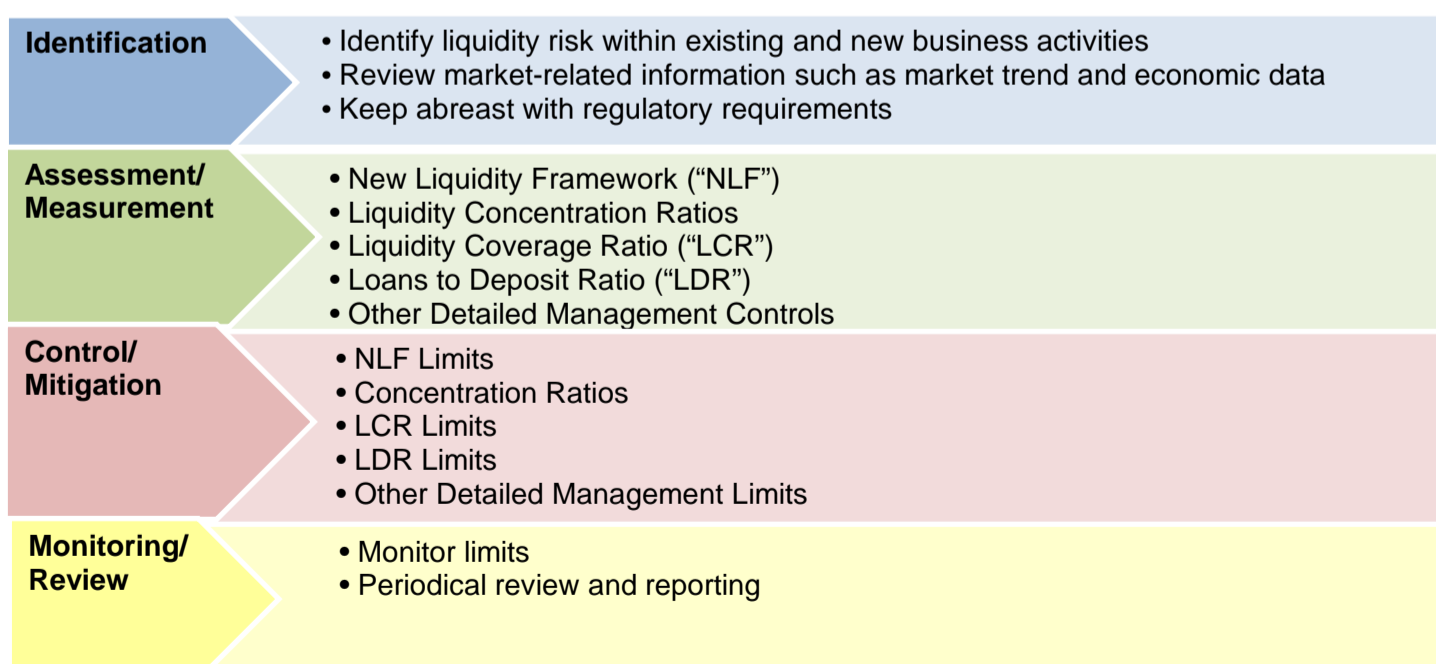 Identification
• Identify liquidity risk within existing and new business activities
• Review market-related information such as market trend and economic data
• Keep abreast with regulatory requirements
Assessment/
Measurement
• New Liquidity Framework (“NLF”)
• Liquidity Concentration Ratios
• Liquidity Coverage Ratio (“LCR”)
• Loans to Deposit Ratio (“LDR”)
• Other Detailed Management Controls
Control/
Mitigation
• NLF Limits
• Concentration Ratios
• LCR Limits
• LDR Limits
• Other Detailed Management Limits
Monitoring/
Review
• Monitor limits
• Periodical review and reporting